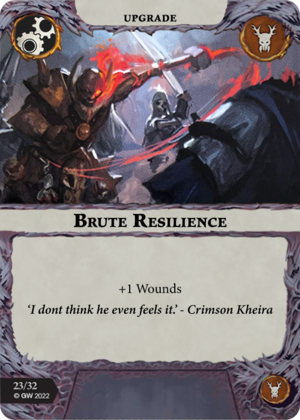 UPGRADE
BRUTE RESILIENCE
+1 Wounds
‘I dont think he even feels it.’ - Crimson Kheira
23/32
© GW 2022